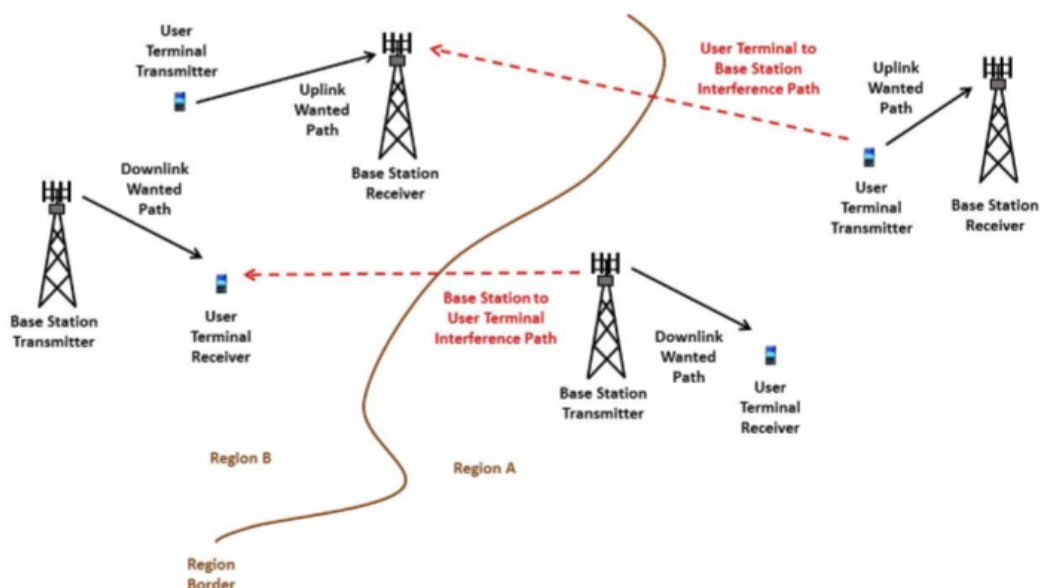 User
Terminal
Transmitter
Uplink
Wanted
Path
Base Station
Receiver
User Terminal to
Base Station
Interference Path
Uplink
Wanted
Path
User
Terminal
Transmitter
Base Station
Receiver
Downlink
Wanted
Path
Base Station
Transmitter
User
Terminal
Receiver
Base Station to
User Terminal
Interference Path
Downlink
Wanted
Path
Base Station
Transmitter
User
Terminal
Receiver
Region B
Region A
Region
Border